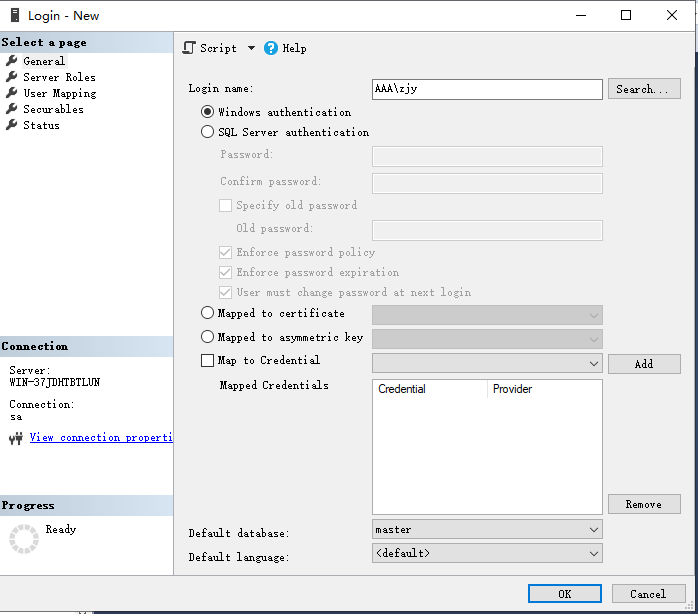 Login - New
Select a page
General
Server Roles
User Mapping
Securables
Status
Connection
Server:
WIN-37JDHTBTLUN
Connection:
sa
View connection properti
Progress
Ready
Script
Help
Login name:
AAA\zjy
Search...
Windows authentication
SQL Server authentication
Password:
Confirm password:
Specify old password
Old password:
Enforce password policy
Enforce password expiration
User must change password at next login
Mapped to certificate
Mapped to asymmetric key
Map to Credential
Add
Mapped Credentials
Credential Provider
Remove
Default database:
master
Default language:
<default>
OK
Cancel